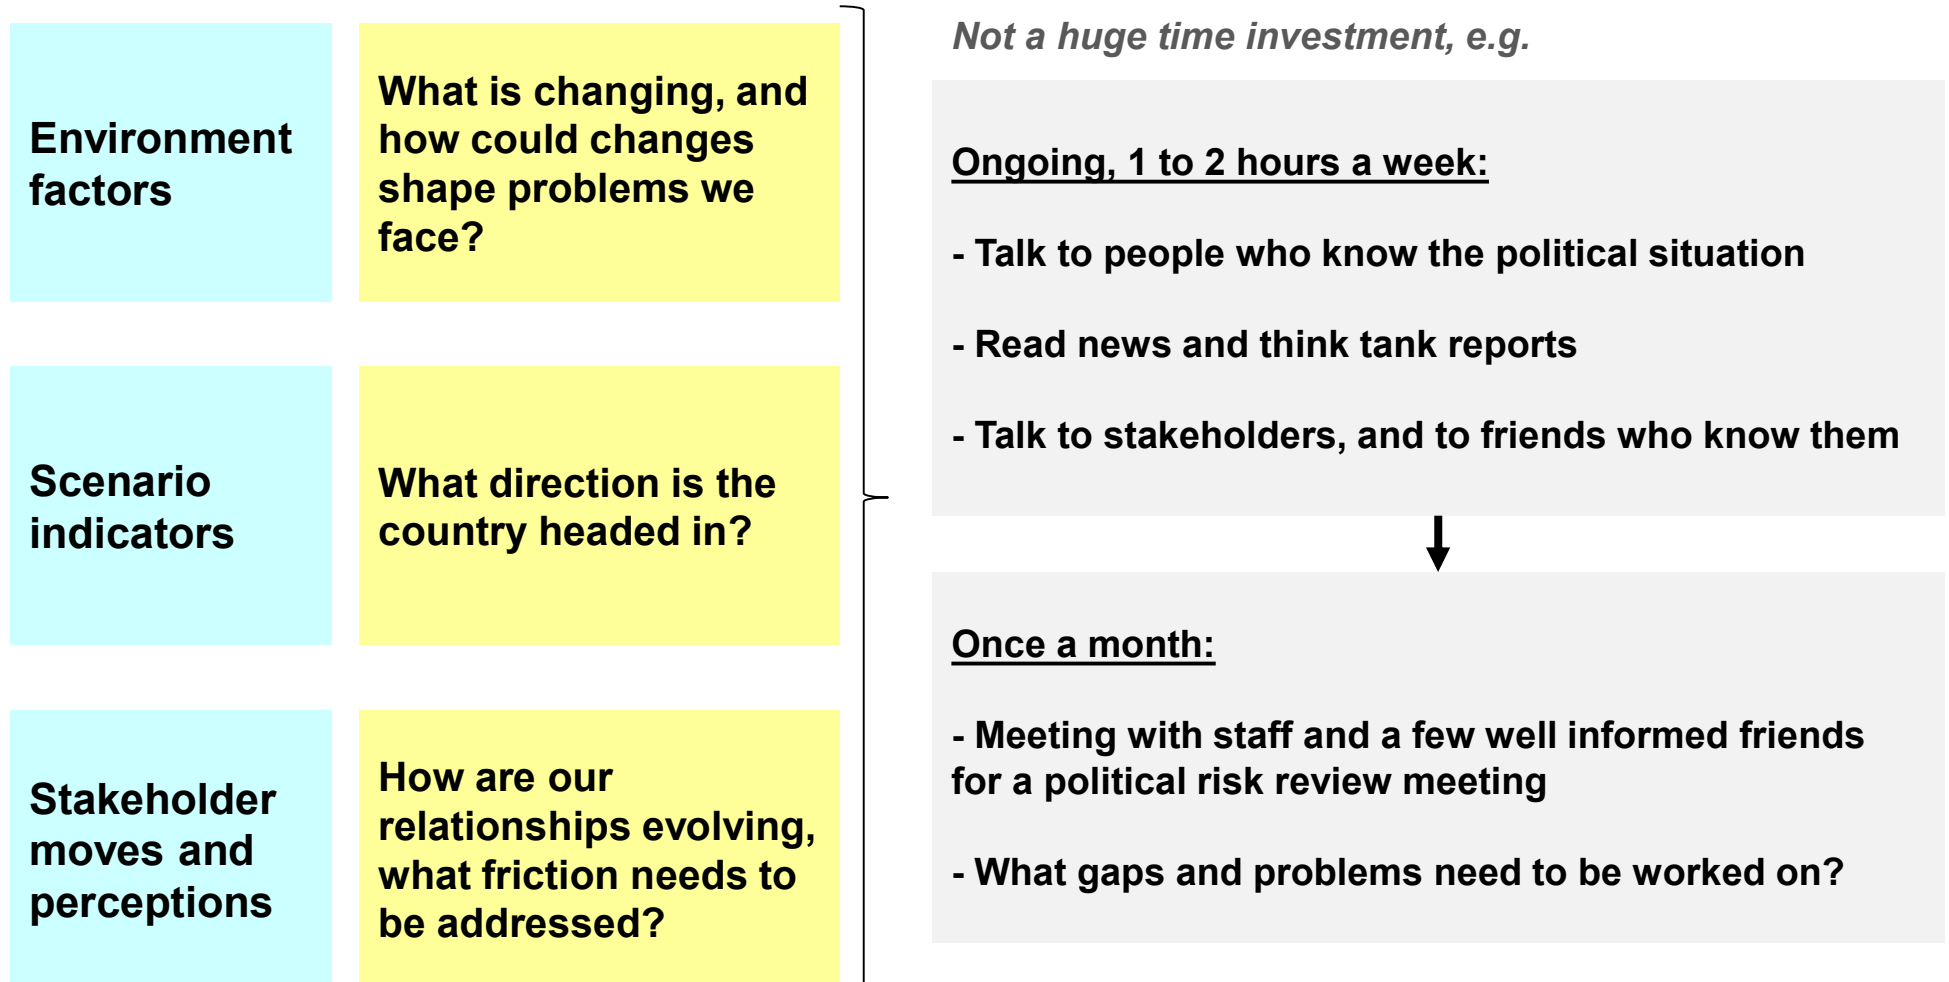 Environment
factors
What is changing, and
how could changes
shape problems we
face?
Scenario
indicators
What direction is the
country headed in?
Stakeholder
moves and
perceptions
How are our
relationships evolving,
what friction needs to
be addressed?
Not a huge time investment, e.g.
Ongoing, 1 to 2 hours a week:
- Talk to people who know the political situation
- Read news and think tank reports
- Talk to stakeholders, and to friends who know them
Once a month:
- Meeting with staff and a few well informed friends
for a political risk review meeting
- What gaps and problems need to be worked on?